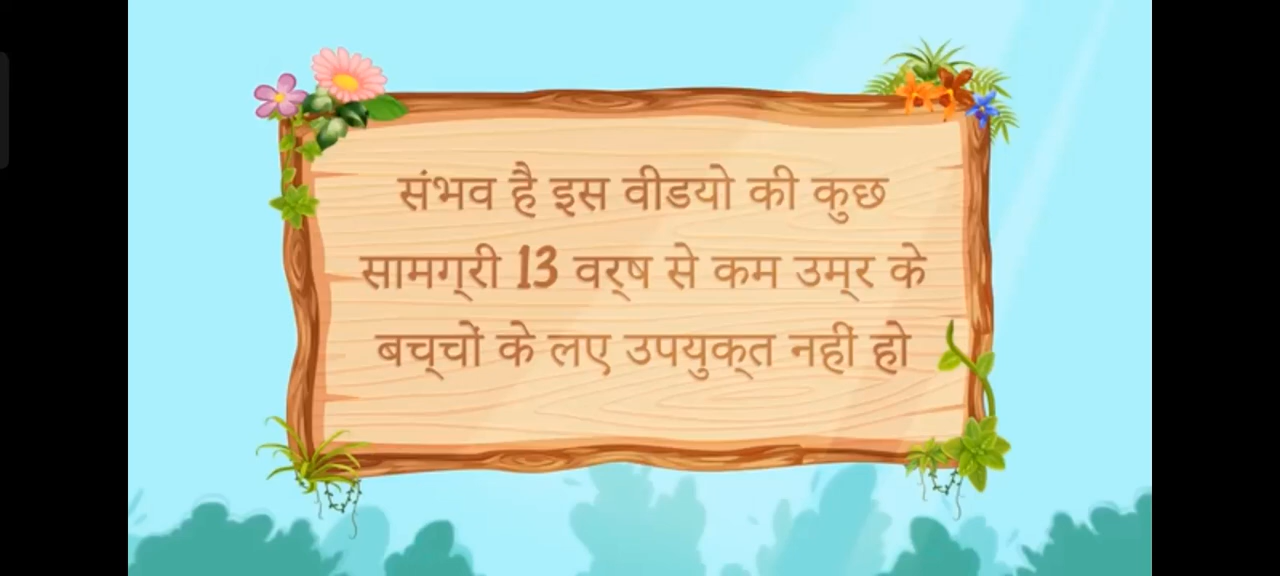 संभव है इस वीडयो की कुछ
सामग्‌री 13 वर्‌ष से कम उम्‌र के
बच्‌चों के लए उपयुक्‌त नहीं हो